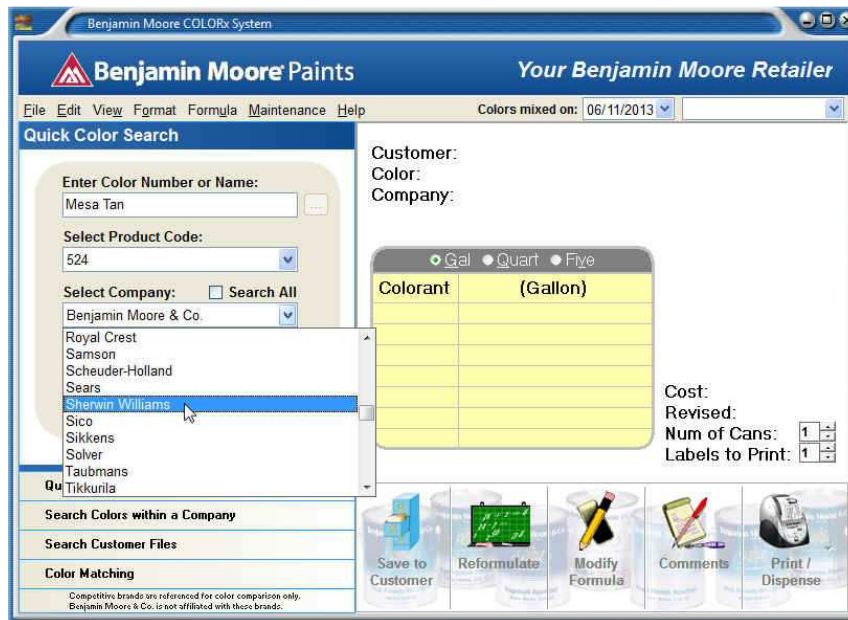 Benjamin Moore COLORx System
Benjamin Moore Paints
Your Benjamin Moore Retailer
File Edit View Format Formula Maintenance Help
Colors mixed on: 06/11/2013
Quick Color Search
Enter Color Number or Name:
Mesa Tan
...
Select Product Code:
524
Select Company: Search All
Benjamin Moore & Co.
Royal Crest
Samson
Scheuder-Holland
Sears
Sherwin Williams
Sico
Sikkens
Solver
Taubmans
Tikkurila
Qu
Search Colors within a Company
Search Customer Files
Color Matching
Competitive brands are referenced for color comparison only.
Benjamin Moore & Co. is not affiliated with these brands.
Customer:
Color:
Company:
Gal Quart Five
Colorant (Gallon)
Cost:
Revised:
Num of Cans: 1
Labels to Print: 1
Save to Customer
Reformulate
Modify Formula
Comments
Print / Dispense